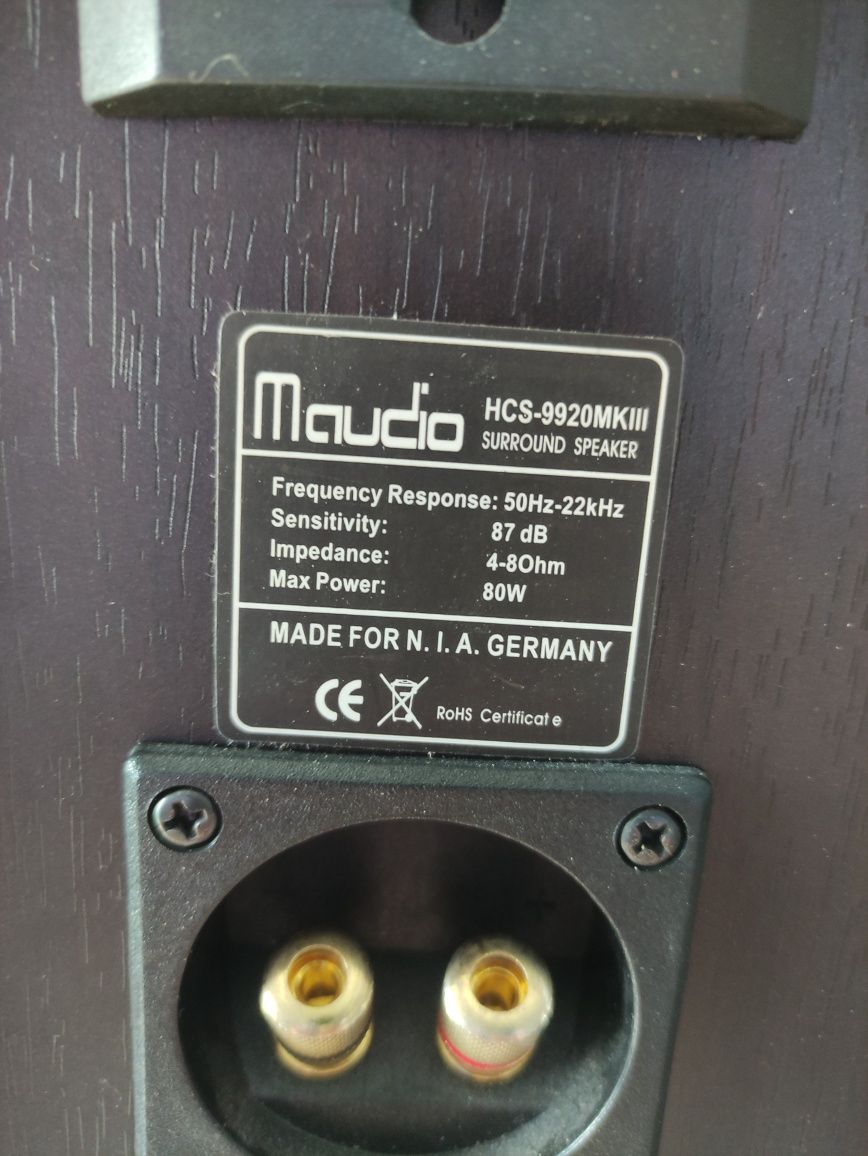 Maudio HCS-9920MKIII
SURROUND SPEAKER
Frequency Response: 50Hz-22kHz
Sensitivity: 87 dB
Impedance: 4-8Ohm
Max Power: 80W
MADE FOR N. I. A. GERMANY
CE RoHS Certificate